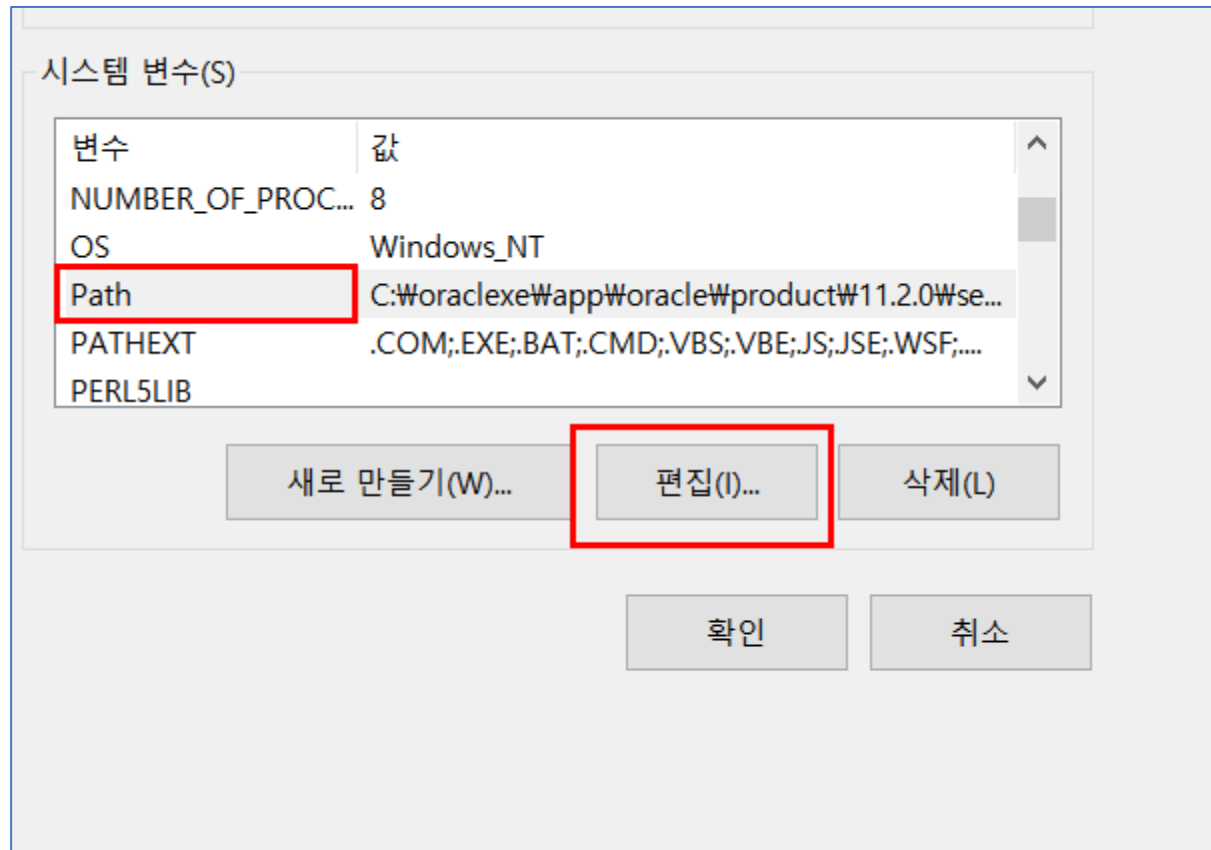 시스템 변수(S)
변수 값
NUMBER_OF_PROC... 8
OS Windows_NT
Path C:₩oraclexe₩app₩oracle₩product₩11.2.0₩se...
PATHEXT .COM;.EXE;.BAT;.CMD;.VBS;.VBE;.JS;.JSE;.WSF;....
PERL5LIB
새로 만들기(W)... 편집(I)... 삭제(L)
확인 취소